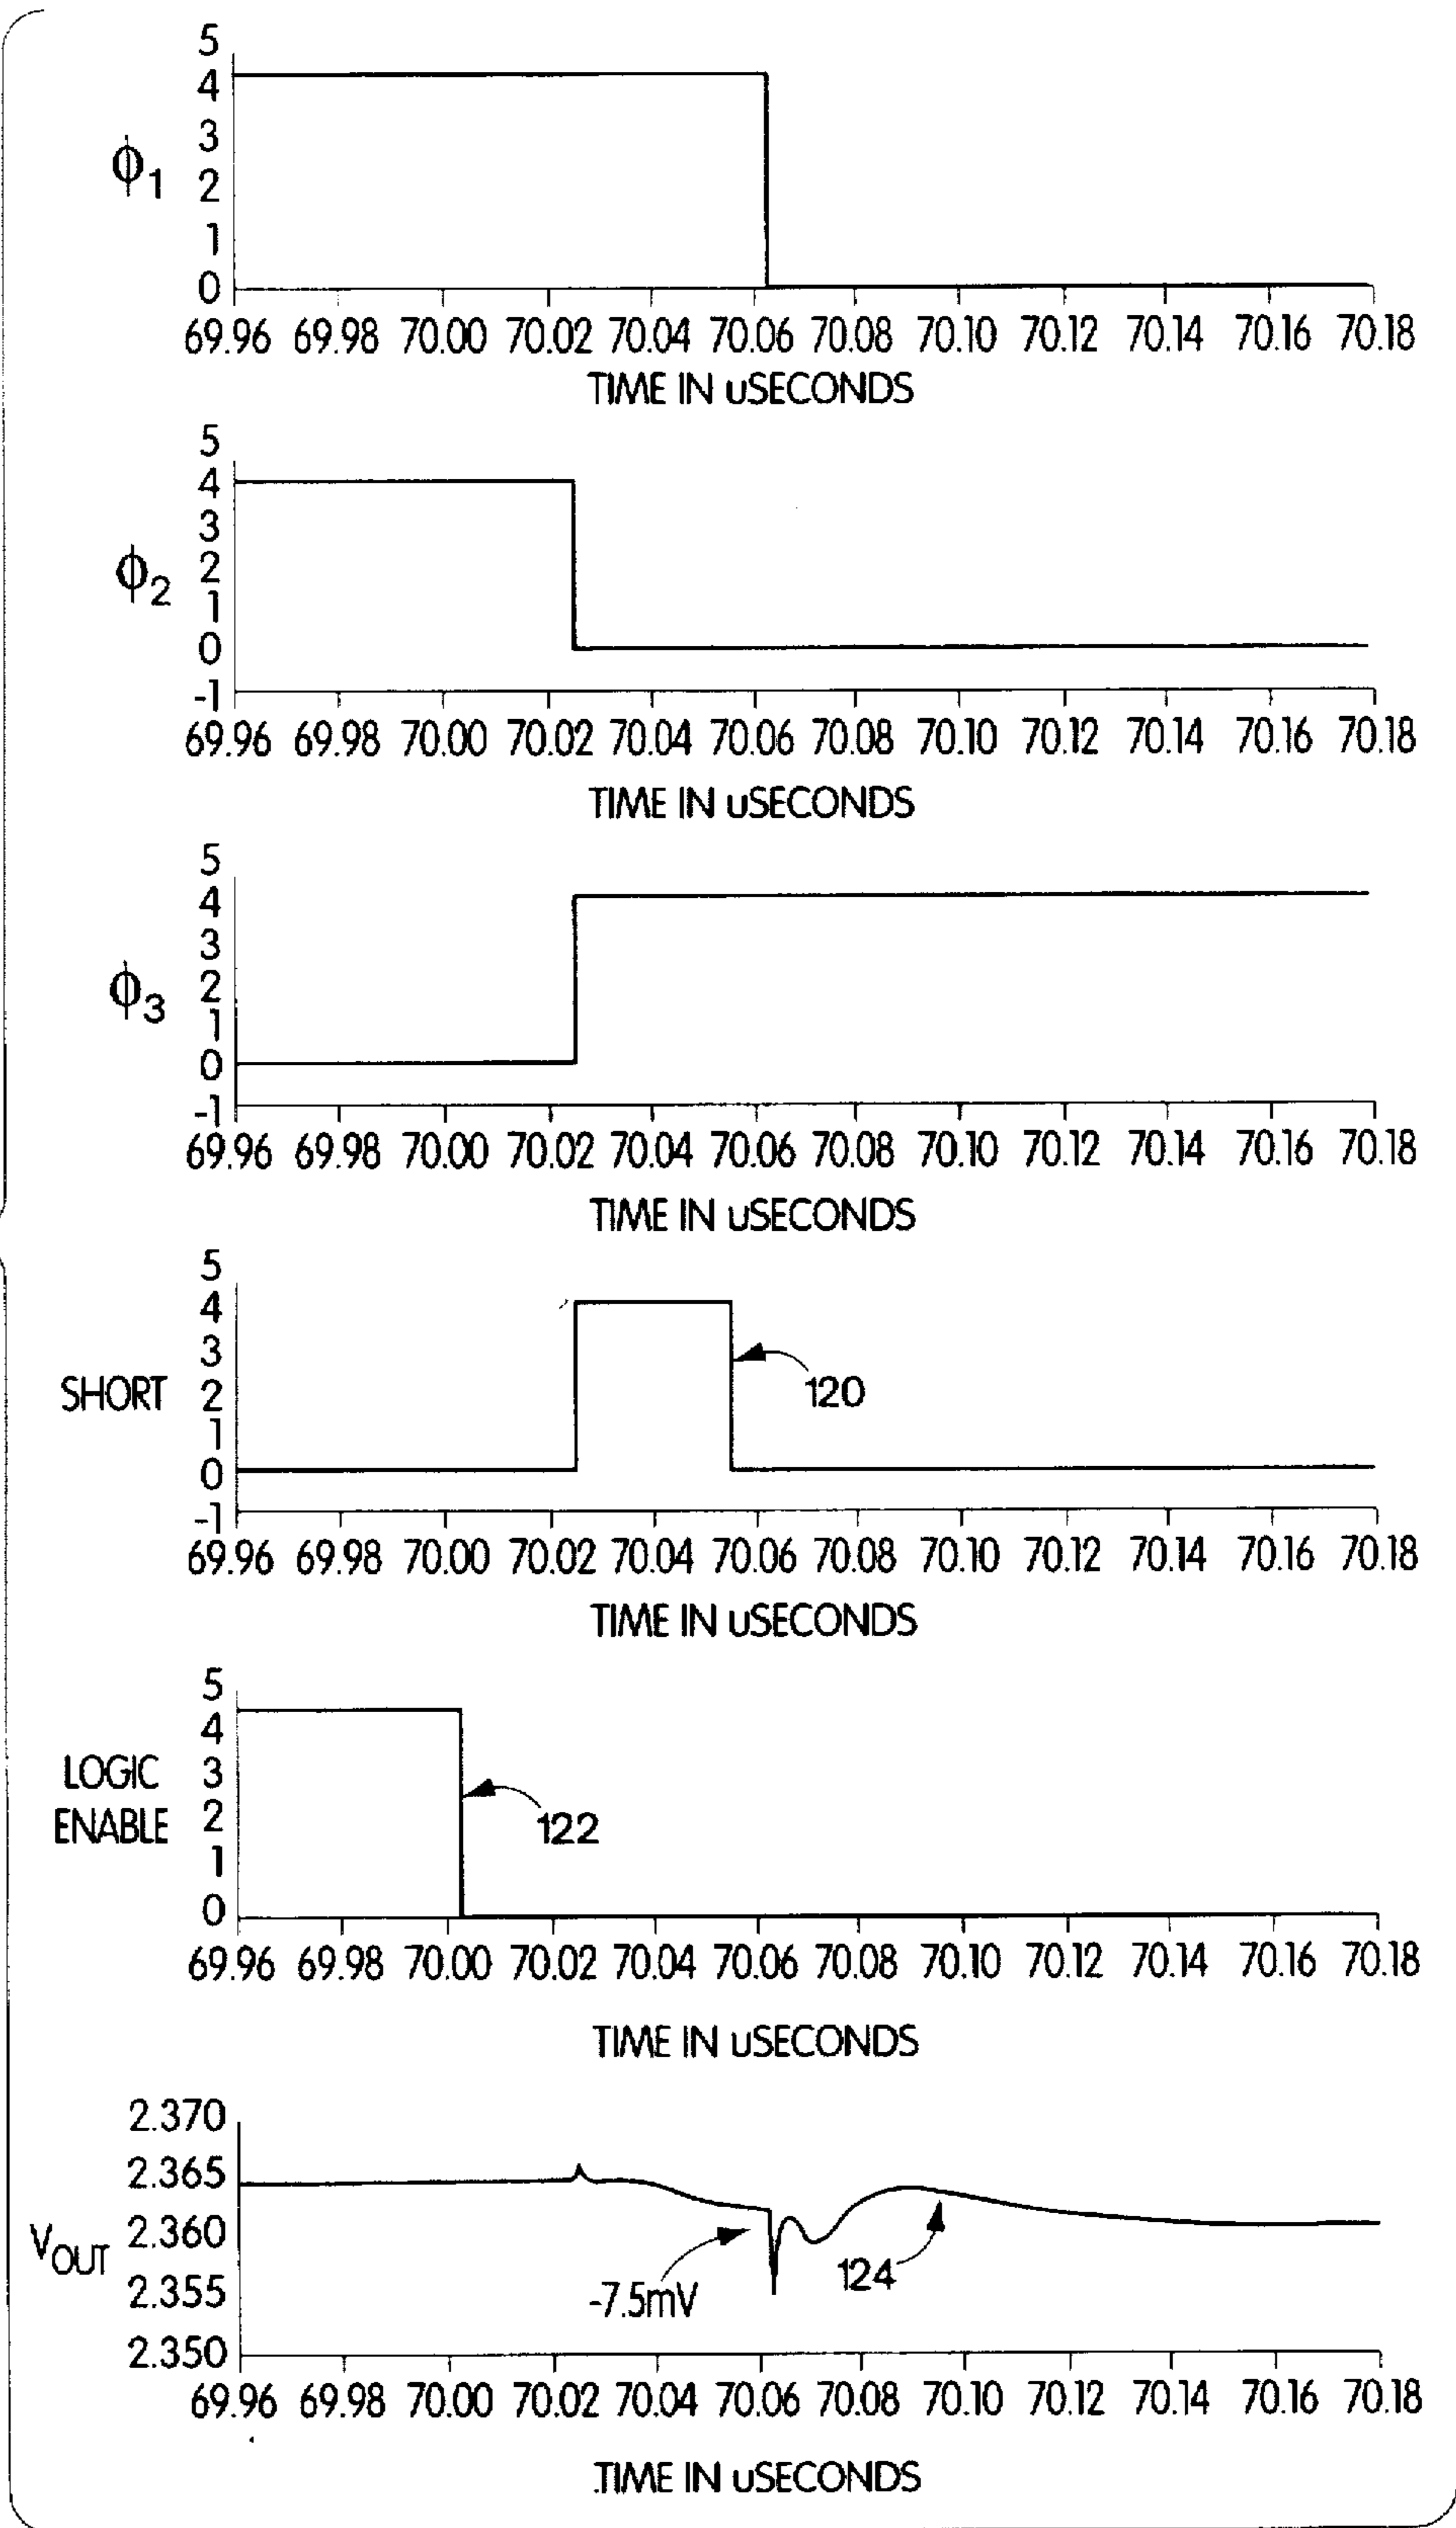 5
4
3
ϕ1 2
1
0
69.96 69.98 70.00 70.02 70.04 70.06 70.08 70.10 70.12 70.14 70.16 70.18
TIME IN uSECONDS
5
4
3
ϕ2 2
1
0
-1
69.96 69.98 70.00 70.02 70.04 70.06 70.08 70.10 70.12 70.14 70.16 70.18
TIME IN uSECONDS
5
4
3
ϕ3 2
1
0
-1
69.96 69.98 70.00 70.02 70.04 70.06 70.08 70.10 70.12 70.14 70.16 70.18
TIME IN uSECONDS
5
4
3
SHORT 2 120
1
0
-1
69.96 69.98 70.00 70.02 70.04 70.06 70.08 70.10 70.12 70.14 70.16 70.18
TIME IN uSECONDS
5
4
LOGIC 3
ENABLE 2 122
1
0
69.96 69.98 70.00 70.02 70.04 70.06 70.08 70.10 70.12 70.14 70.16 70.18
TIME IN uSECONDS
2.370
2.365
VOUT 2.360
2.355 -7.5mV 124
2.350
69.96 69.98 70.00 70.02 70.04 70.06 70.08 70.10 70.12 70.14 70.16 70.18
TIME IN uSECONDS